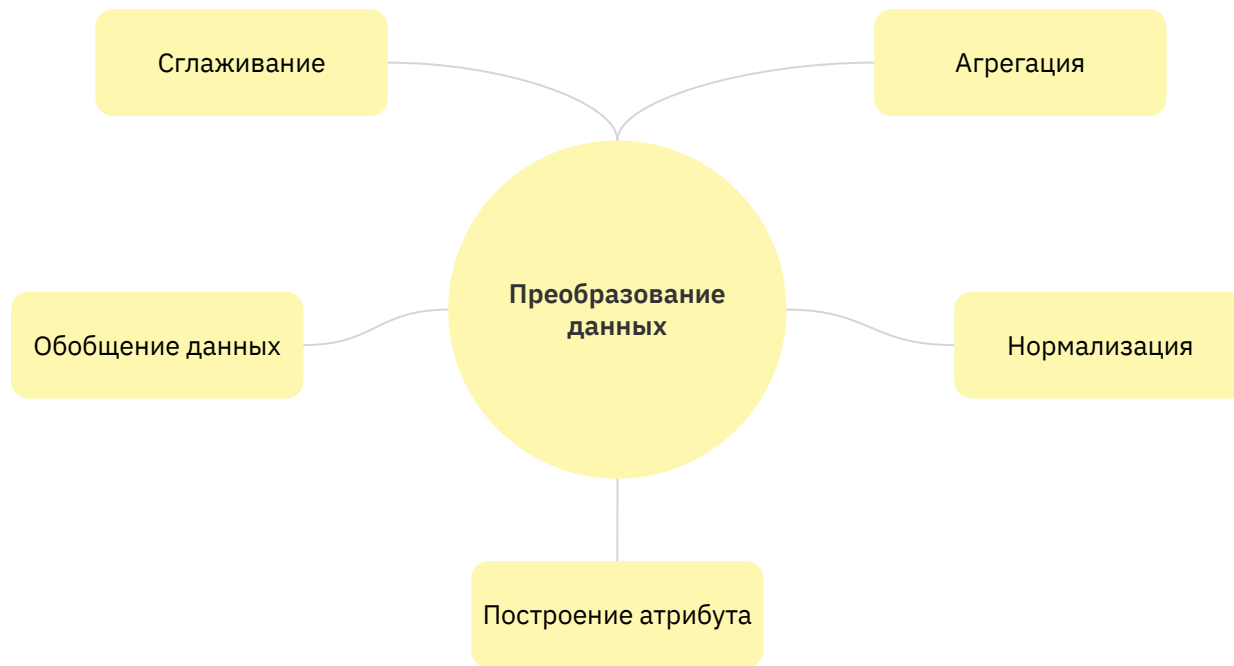 Сглаживание
Агрегация
Преобразование
данных
Обобщение данных
Нормализация
Построение атрибута